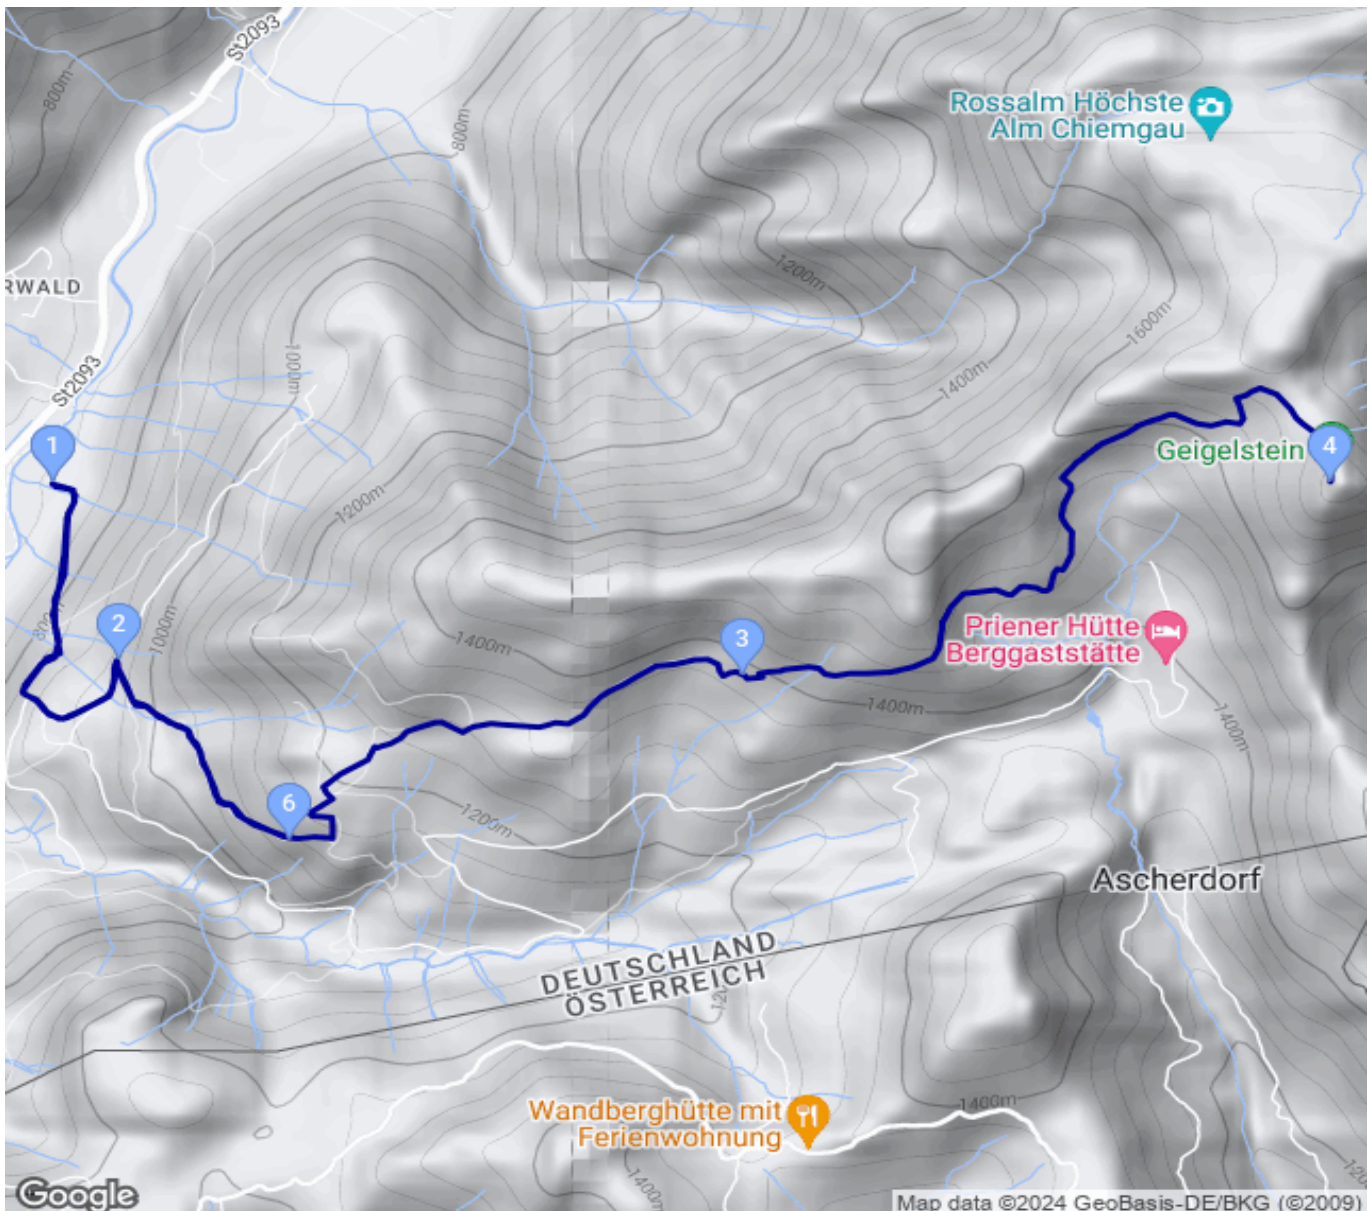 St2093
800m
800m
Rossalm Höchste
Alm Chiemgau
1200m
RWALD
1000m
1600m
St2093
1400m
1
Geigelstein
4
1200m
800m
2
1000m
3
1400m
Priener Hütte
Berggaststätte
1400m
1400m
6
1200m
Ascherdorf
DEUTSCHLAND
ÖSTERREICH
Wandberghütte mit
Ferienwohnung
1400m
1400m
Google
Map data ©2024 GeoBasis-DE/BKG (©2009)